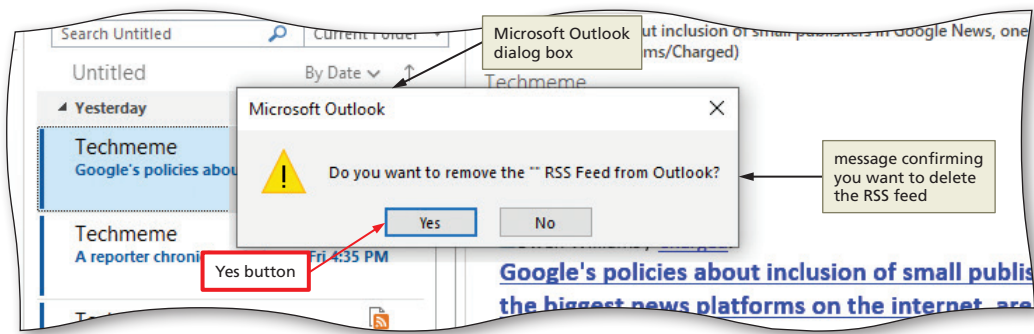 Search Untitled
Current Folder
Untitled
By Date
Yesterday
Techmeme
Google's policies abou
Techmeme
A reporter chroni
Fri 4:35 PM
Microsoft Outlook
dialog box
ut inclusion of small publishers in Google News, one
ms/Charged)
Techmeme
Microsoft Outlook
Do you want to remove the "" RSS Feed from Outlook?
Yes
No
Yes button
message confirming
you want to delete
the RSS feed
Google's policies about inclusion of small publis
the biggest news platforms on the internet, are